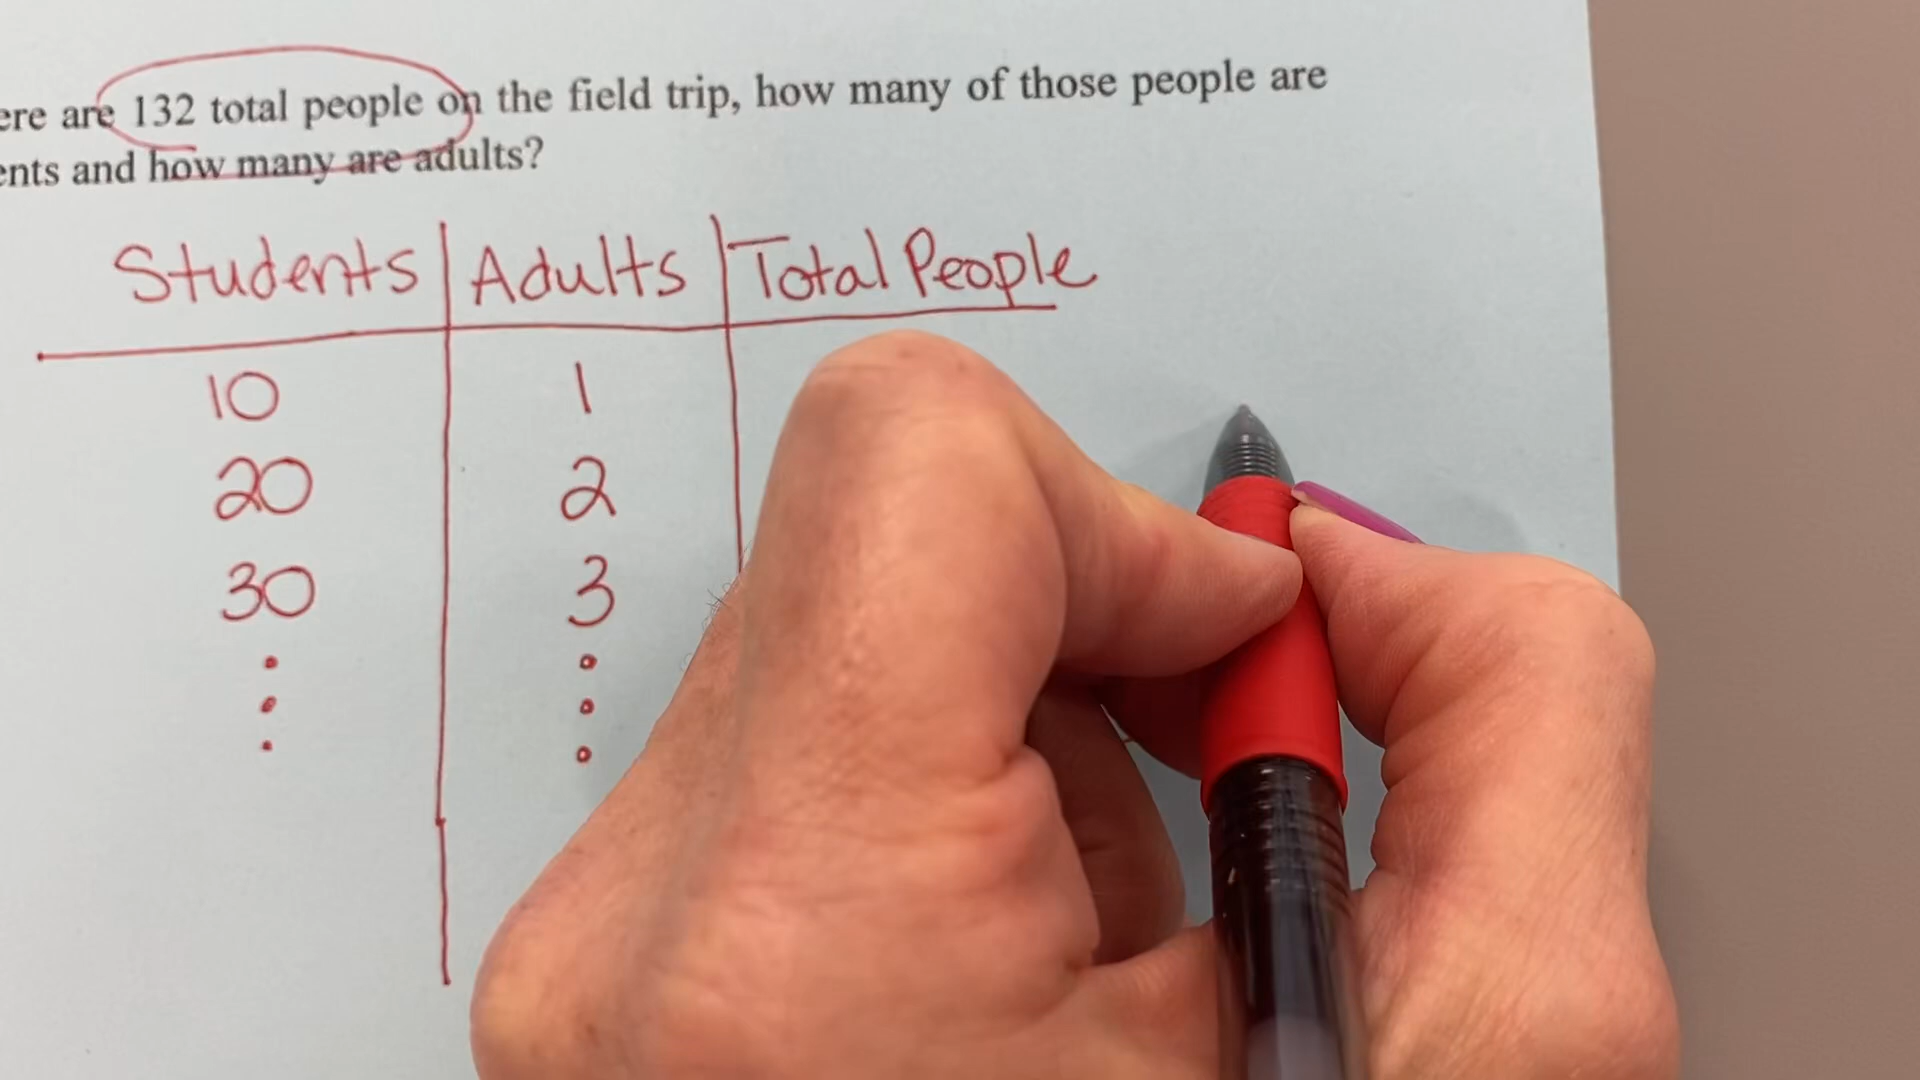 ere are 132 total people on the field trip, how many of those people are
ents and how many are adults?
Students Adults Total People
10 1
20 2
30 3